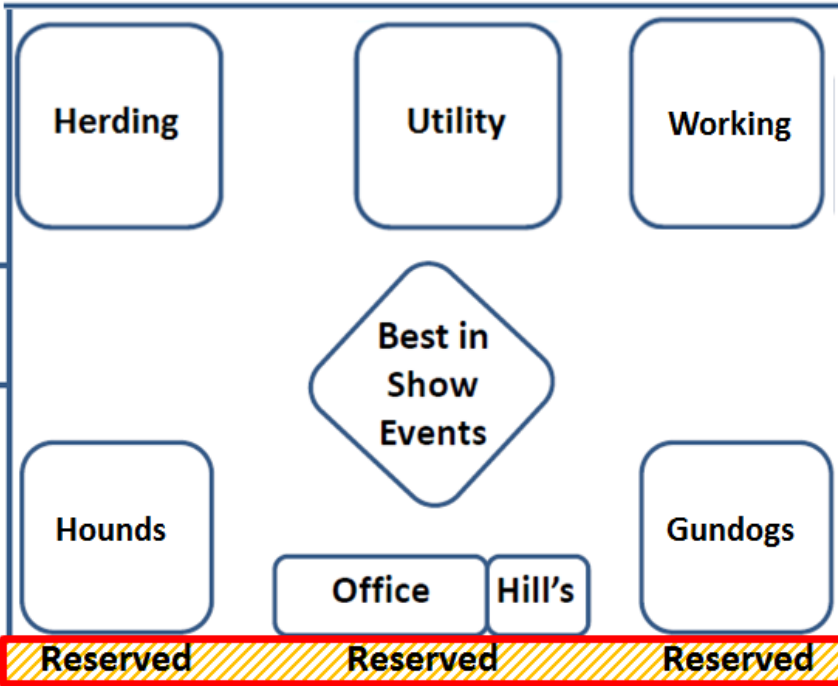 Herding
Utility
Working
Best in
Show
Events
Hounds
Gundogs
Office
Hill's
Reserved
Reserved
Reserved